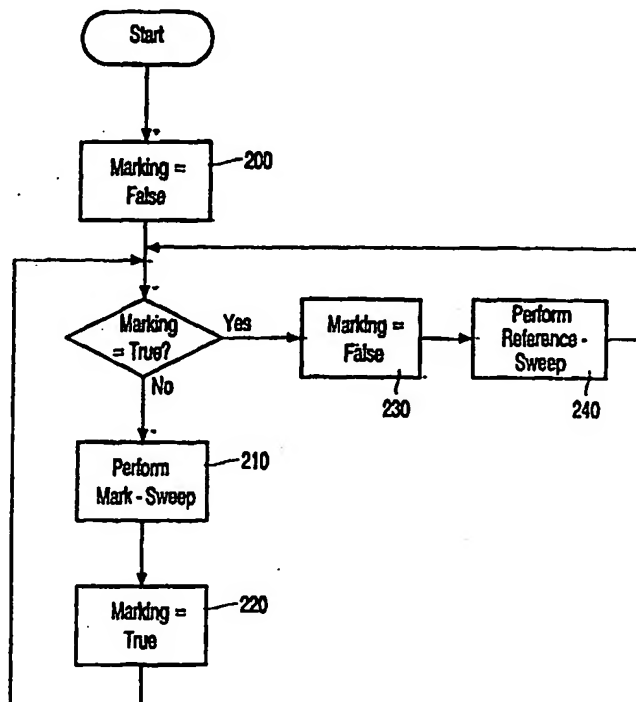 Start
Marking =
False
200
Marking
= True?
Yes
No
Marking =
False
230
Perform
Reference -
Sweep
240
Perform
Mark - Sweep
210
Marking =
True
220